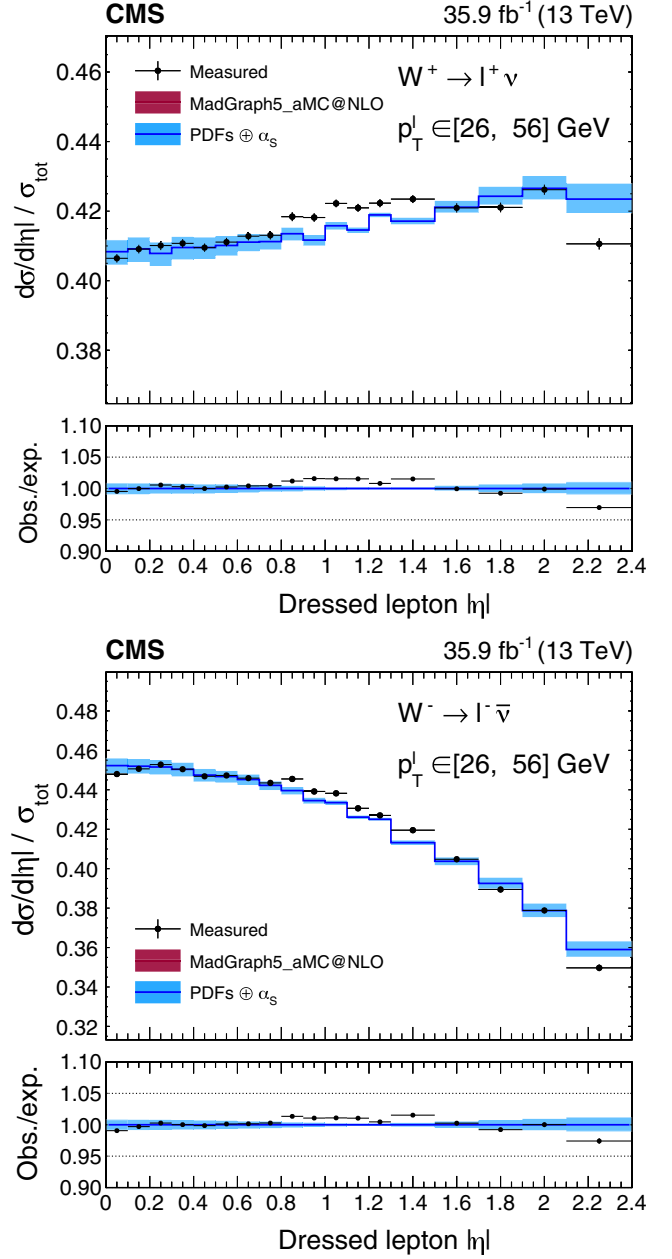 CMS 35.9 fb⁻¹ (13 TeV)
dσ/d|η| / σ_tot
0.46
0.44
0.42
0.40
0.38
Measured
MadGraph5_aMC@NLO
PDFs ⊕ α_S
W⁺ → l⁺ ν
p_T^l ∈[26, 56] GeV
Obs./exp.
1.10
1.05
1.00
0.95
0.90
0 0.2 0.4 0.6 0.8 1 1.2 1.4 1.6 1.8 2 2.2 2.4
Dressed lepton |η|
CMS 35.9 fb⁻¹ (13 TeV)
dσ/d|η| / σ_tot
0.48
0.46
0.44
0.42
0.40
0.38
0.36
0.34
0.32
W⁻ → l⁻ ν̅
p_T^l ∈[26, 56] GeV
Measured
MadGraph5_aMC@NLO
PDFs ⊕ α_S
Obs./exp.
1.10
1.05
1.00
0.95
0.90
0 0.2 0.4 0.6 0.8 1 1.2 1.4 1.6 1.8 2 2.2 2.4
Dressed lepton |η|